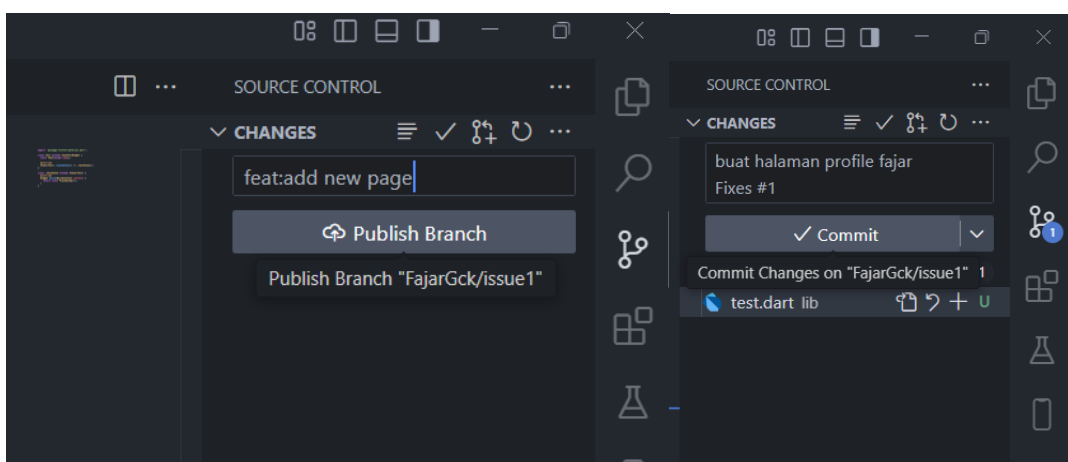 SOURCE CONTROL
CHANGES
feat:add new page
Publish Branch
Publish Branch "FajarGck/issue1"
SOURCE CONTROL
CHANGES
buat halaman profile fajar
Fixes #1
Commit
Commit Changes on "FajarGck/issue1" 1
test.dart lib U
1